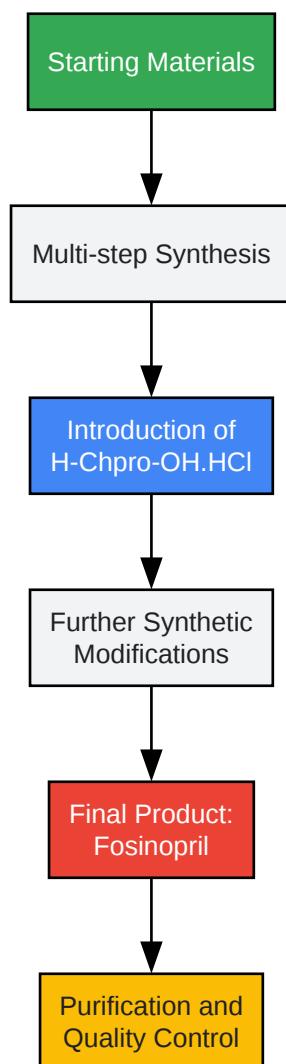 Starting Materials
Multi-step Synthesis
Introduction of
H-Chpro-OH.HCl
Further Synthetic
Modifications
Final Product:
Fosinopril
Purification and
Quality Control